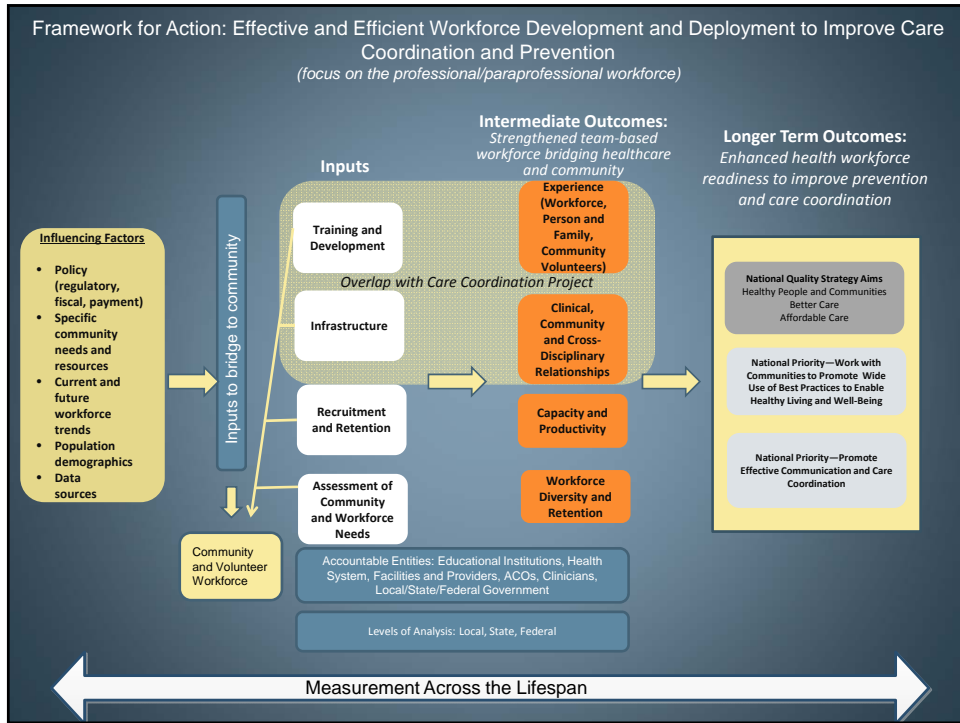 Framework for Action: Effective and Efficient Workforce Development and Deployment to Improve Care
Coordination and Prevention
(focus on the professional/paraprofessional workforce)
Influencing Factors
• Policy
(regulatory,
fiscal, payment)
• Specific
community
needs and
resources
• Current and
future
workforce
trends
• Population
demographics
• Data
sources
Inputs to bridge to community
Community
and Volunteer
Workforce
Inputs
Training and
Development
Infrastructure
Recruitment
and Retention
Assessment of
Community
and Workforce
Needs
Overlap with Care Coordination Project
Intermediate Outcomes:
Strengthened team-based
workforce bridging healthcare
and community
Experience
(Workforce,
Person and
Family,
Community
Volunteers)
Clinical,
Community
and Cross-
Disciplinary
Relationships
Capacity and
Productivity
Workforce
Diversity and
Retention
Longer Term Outcomes:
Enhanced health workforce
readiness to improve prevention
and care coordination
National Quality Strategy Aims
Healthy People and Communities
Better Care
Affordable Care
National Priority—Work with
Communities to Promote Wide
Use of Best Practices to Enable
Healthy Living and Well-Being
National Priority—Promote
Effective Communication and Care
Coordination
Accountable Entities: Educational Institutions, Health
System, Facilities and Providers, ACOs, Clinicians,
Local/State/Federal Government
Levels of Analysis: Local, State, Federal
Measurement Across the Lifespan